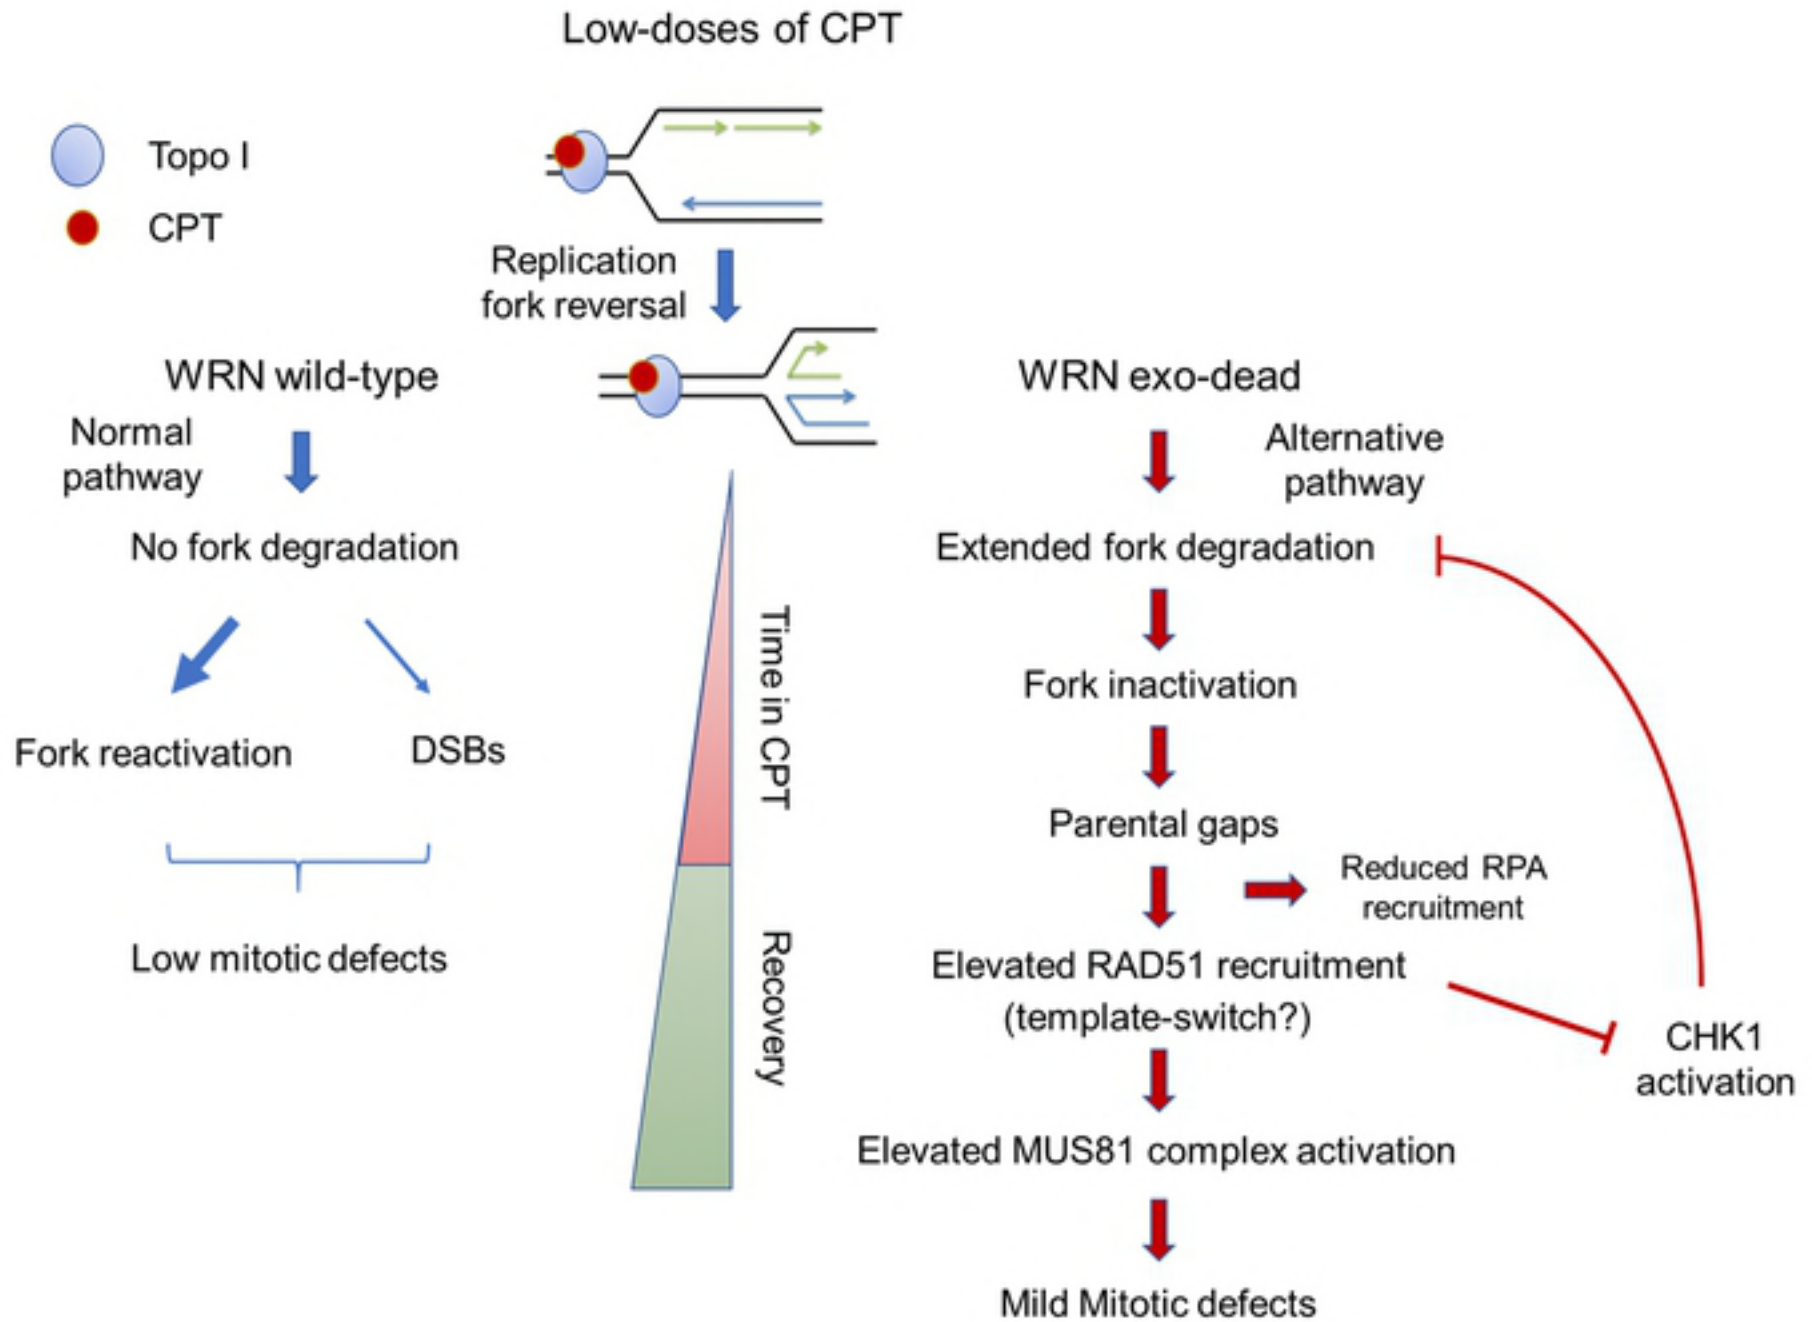 Low-doses of CPT
Topo I
CPT
Replication
fork reversal
WRN wild-type
Normal
pathway
No fork degradation
Fork reactivation
DSBs
Low mitotic defects
Time in CPT
Recovery
WRN exo-dead
Alternative
pathway
Extended fork degradation
Fork inactivation
Parental gaps
Reduced RPA
recruitment
Elevated RAD51 recruitment
(template-switch?)
CHK1
activation
Elevated MUS81 complex activation
Mild Mitotic defects